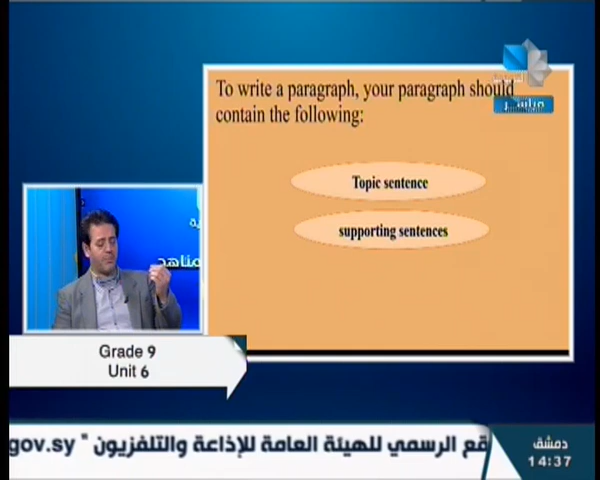 To write a paragraph, your paragraph should
contain the following:
مباشر
Topic sentence
supporting sentences
Grade 9
Unit 6
قع الرسمي للهيئة العامة للإذاعة والتلفزيون " gov.sy
دمشق
14:37